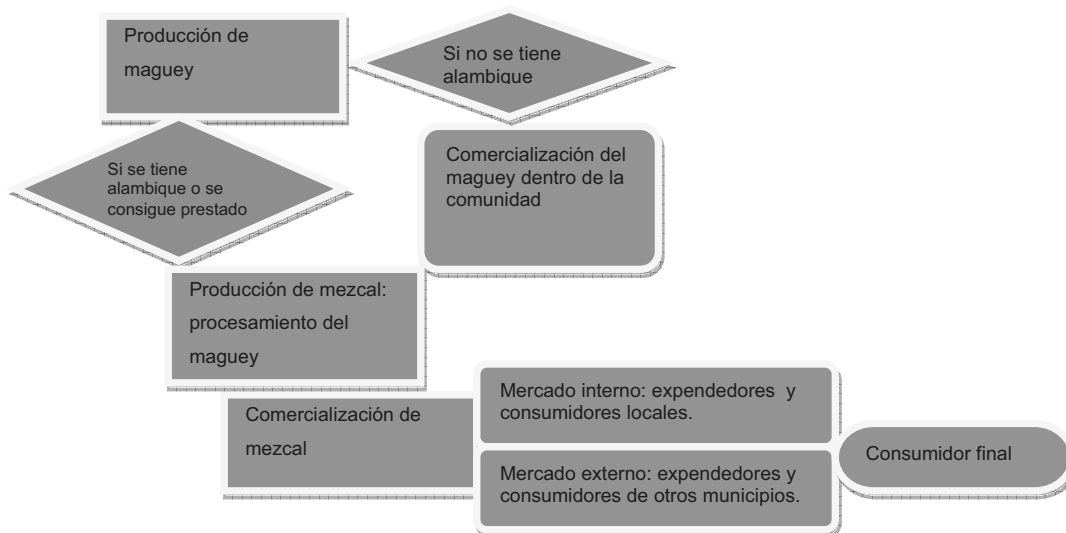 Producción de
maguey
Si no se tiene
alambique
Si se tiene
alambique o se
consigue prestado
Comercialización del
maguey dentro de la
comunidad
Producción de mezcal:
procesamiento del
maguey
Comercialización de
mezcal
Mercado interno: expendedores y
consumidores locales.
Mercado externo: expendedores y
consumidores de otros municipios.
Consumidor final